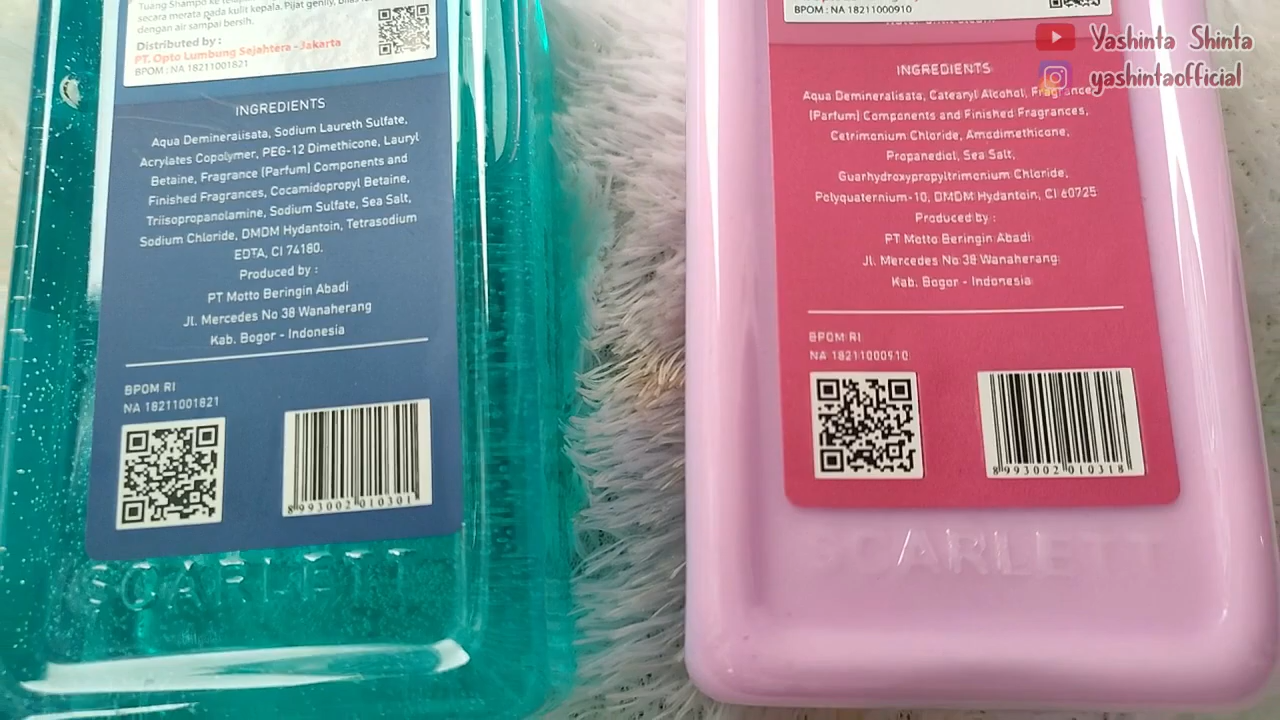 Tuang Shampo ke
secara merata pada kulit kepala. Pijat genlly, bilas
dengan air sampai bersih.
Distributed by :
PT. Opto Lumbung Sejahtera - Jakarta
BPOM : NA 18211001821
INGREDIENTS
Aqua Demineralisata, Sodium Laureth Sulfate,
Acrylates Copolymer, PEG-12 Dimethicone, Lauryl
Betaine, Fragrance (Parfum) Components and
Finished Fragrances, Cocamidopropyl Betaine,
Triisopropanolamine, Sodium Sulfate, Sea Salt,
Sodium Chloride, DMDM Hydantoin, Tetrasodium
EDTA, CI 74180.
Produced by :
PT Motto Beringin Abadi
Jl. Mercedes No 38 Wanaherang
Kab. Bogor - Indonesia
BPOM RI
NA 18211001821
8 993002 010301
SCARLETT
BPOM : NA 18211000910
INGREDIENTS
Aqua Demineralisata, Catearyl Alcohol, Fragrance
(Parfum) Components and Finished Fragrances,
Cetrimonium Chloride, Amodimethicone,
Propanediol, Sea Salt,
Guarhydroxypropyltrimonium Chloride,
Polyquaternium-10, DMDM Hydantoin, CI 60725
Produced by :
PT Motto Beringin Abadi
Jl. Mercedes No 38 Wanaherang
Kab. Bogor - Indonesia
BPOM RI
NA 18211000910
8 993002 010318
SCARLETT
Yashinta Shinta
yashintaofficial